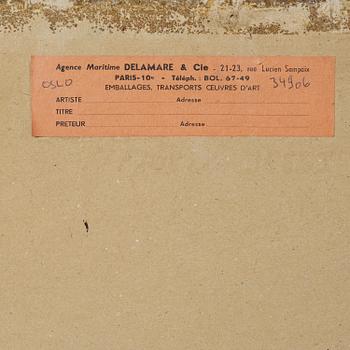 Agence Maritime DELAMARE & Cie - 21-23, rue Lucien Sampaix
PARIS-10e - Téléph.: BOL. 67-49
OSLO 34906
EMBALLAGES, TRANSPORTS ŒUVRES D'ART
ARTISTE Adresse
TITRE
PRETEUR Adresse